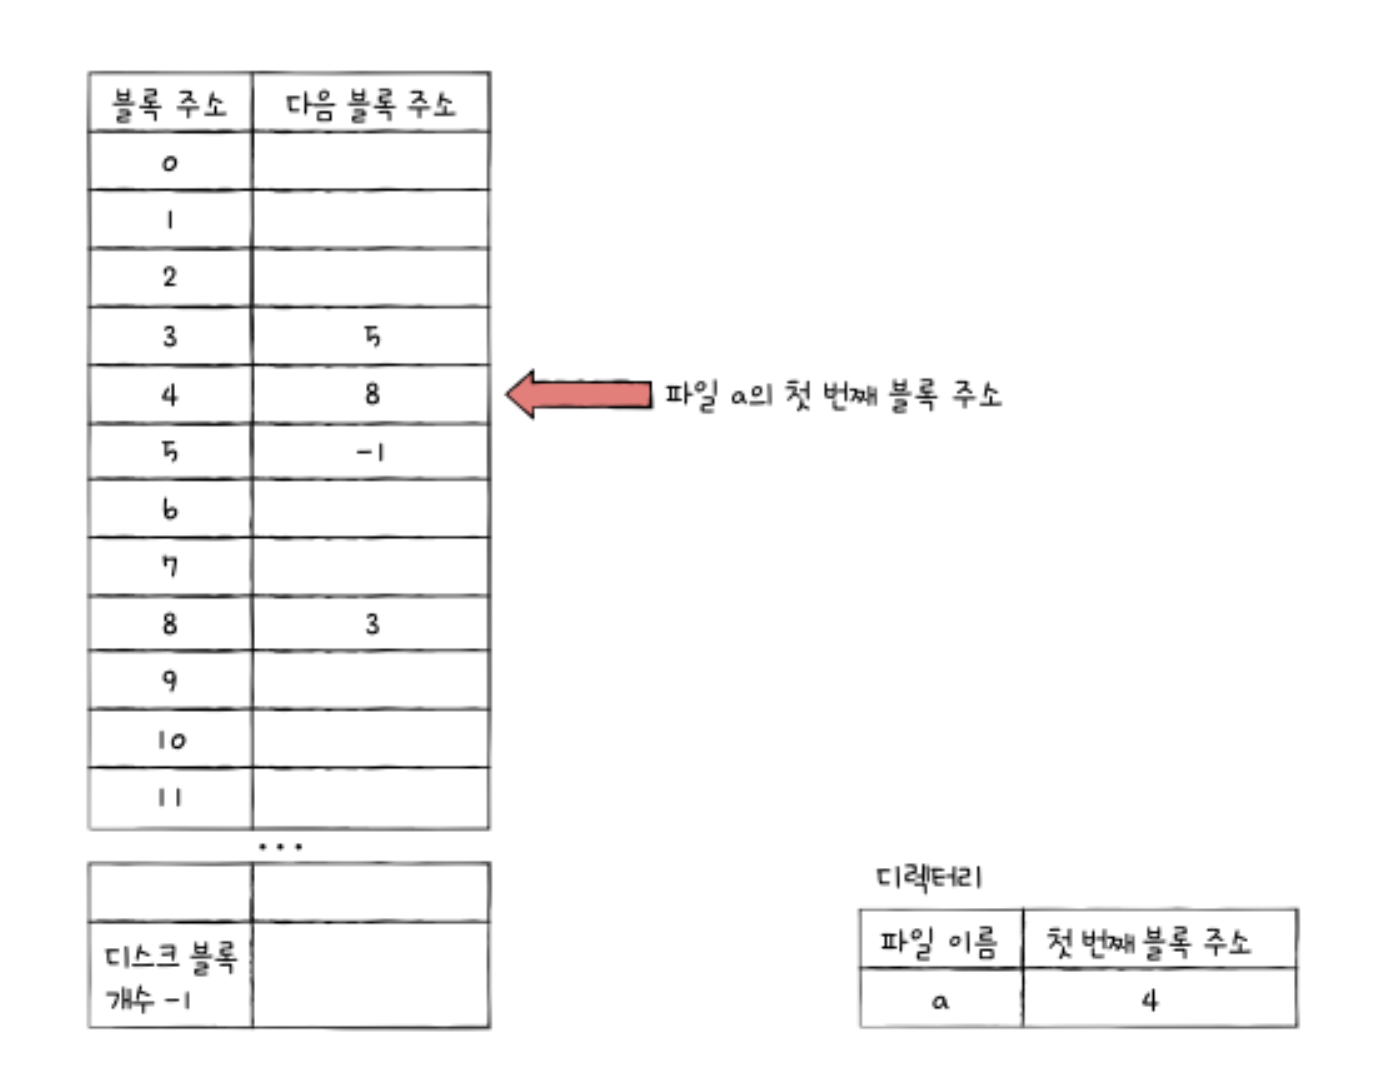 블록 주소 다음 블록 주소
0
1
2
3 5
4 8 파일 a의 첫 번째 블록 주소
5 -1
6
7
8 3
9
10
11
...
디스크 블록
개수 -1
디렉터리
파일 이름 첫 번째 블록 주소
a 4